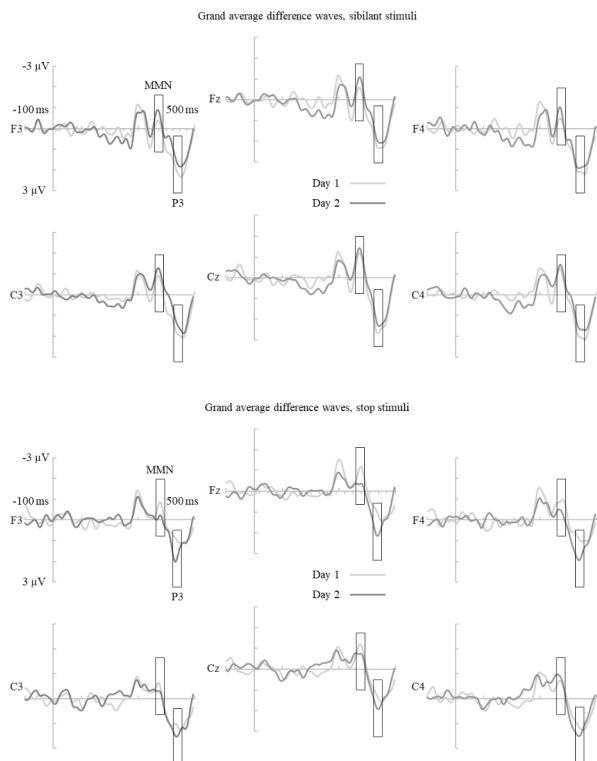 Grand average difference waves, sibilant stimuli
-3 µV
MMN
-100 ms
500 ms
F3
Fz
F4
3 µV
P3
Day 1
Day 2
C3
Cz
C4
Grand average difference waves, stop stimuli
-3 µV
MMN
-100 ms
500 ms
F3
Fz
F4
3 µV
P3
Day 1
Day 2
C3
Cz
C4